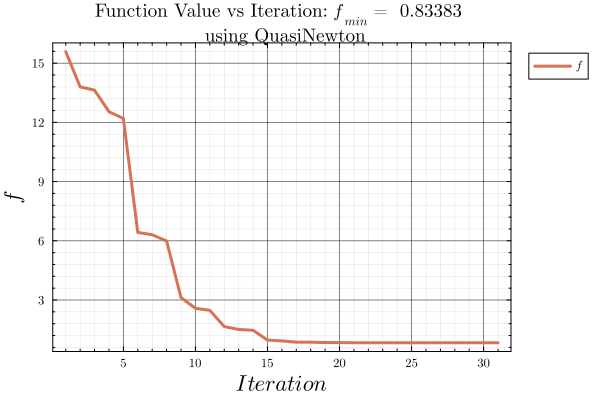 Function Value vs Iteration: f_min = 0.83383
using QuasiNewton
f
15
12
9
6
3
f
5 10 15 20 25 30
Iteration